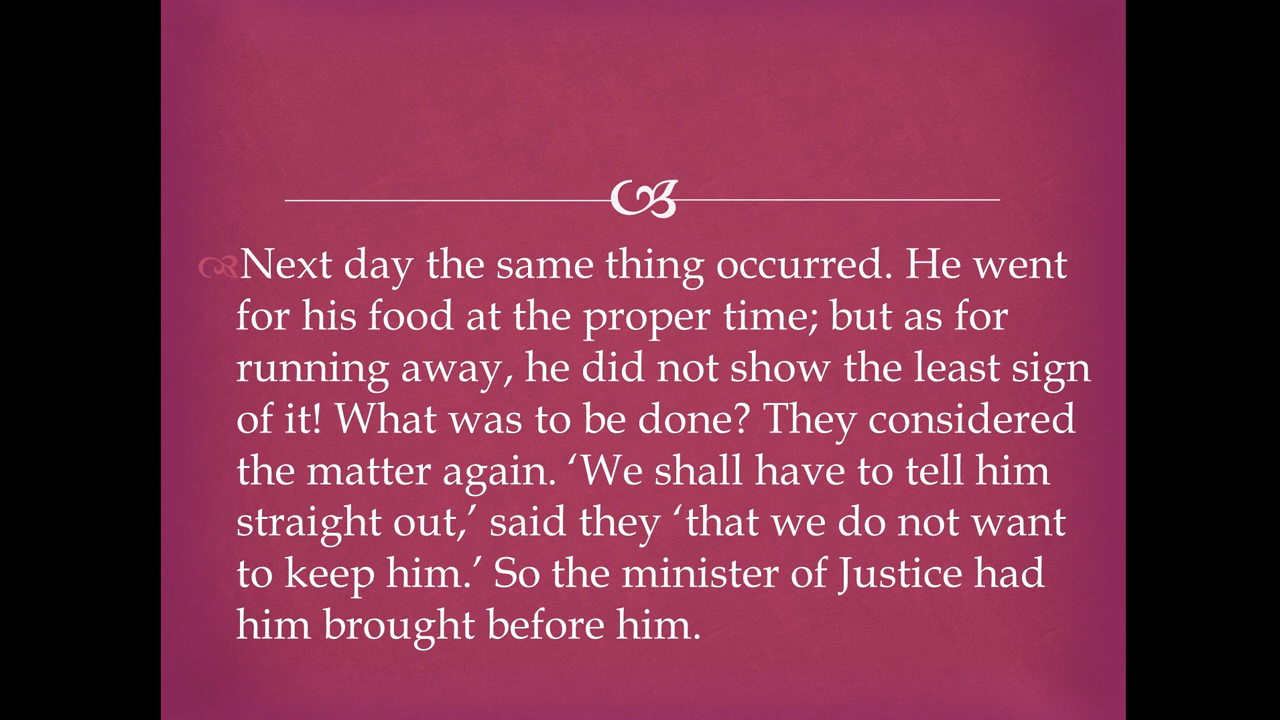 Next day the same thing occurred. He went
for his food at the proper time; but as for
running away, he did not show the least sign
of it! What was to be done? They considered
the matter again. ‘We shall have to tell him
straight out,’ said they ‘that we do not want
to keep him.’ So the minister of Justice had
him brought before him.